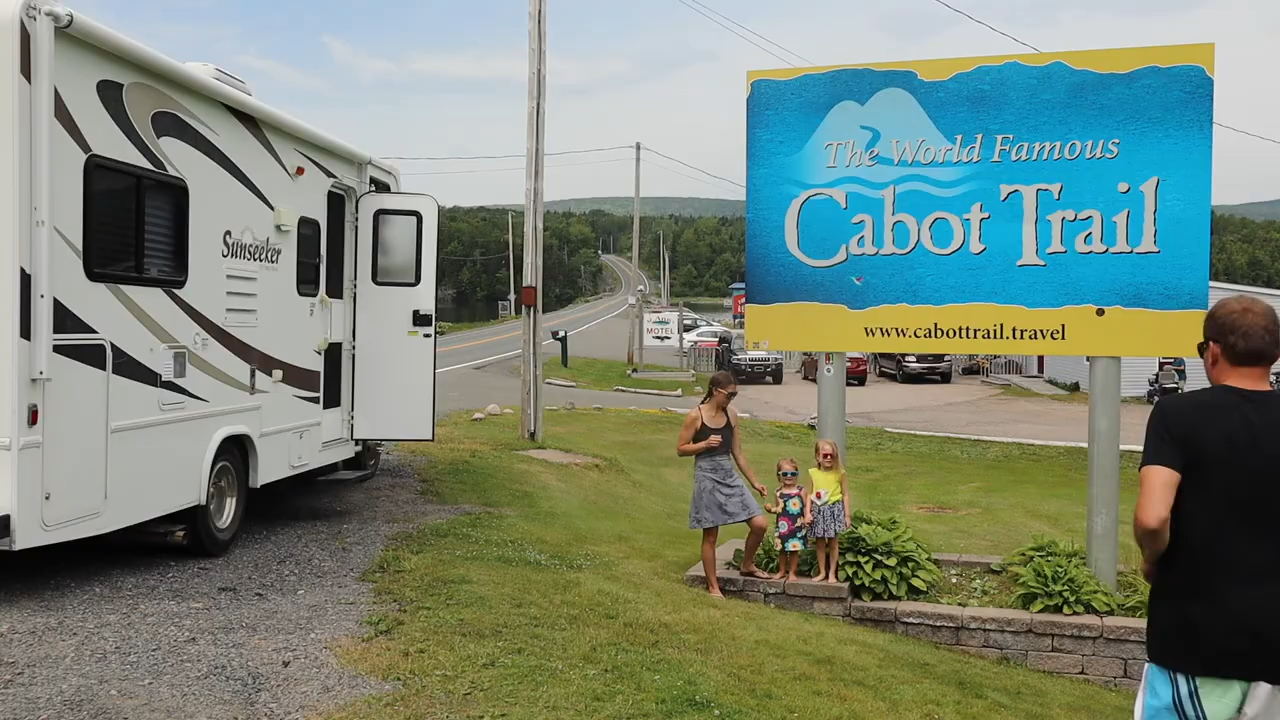 Sunseeker
The World Famous
Cabot Trail
www.cabottrail.travel
MOTEL